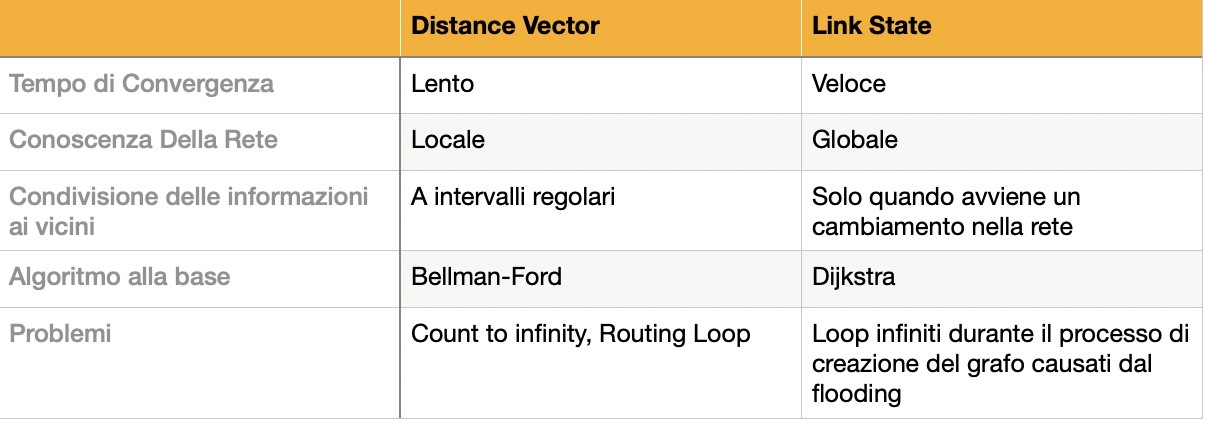 Distance Vector Link State
Tempo di Convergenza Lento Veloce
Conoscenza Della Rete Locale Globale
Condivisione delle informazioni A intervalli regolari Solo quando avviene un
ai vicini cambiamento nella rete
Algoritmo alla base Bellman-Ford Dijkstra
Problemi Count to infinity, Routing Loop Loop infiniti durante il processo di
creazione del grafo causati dal
flooding